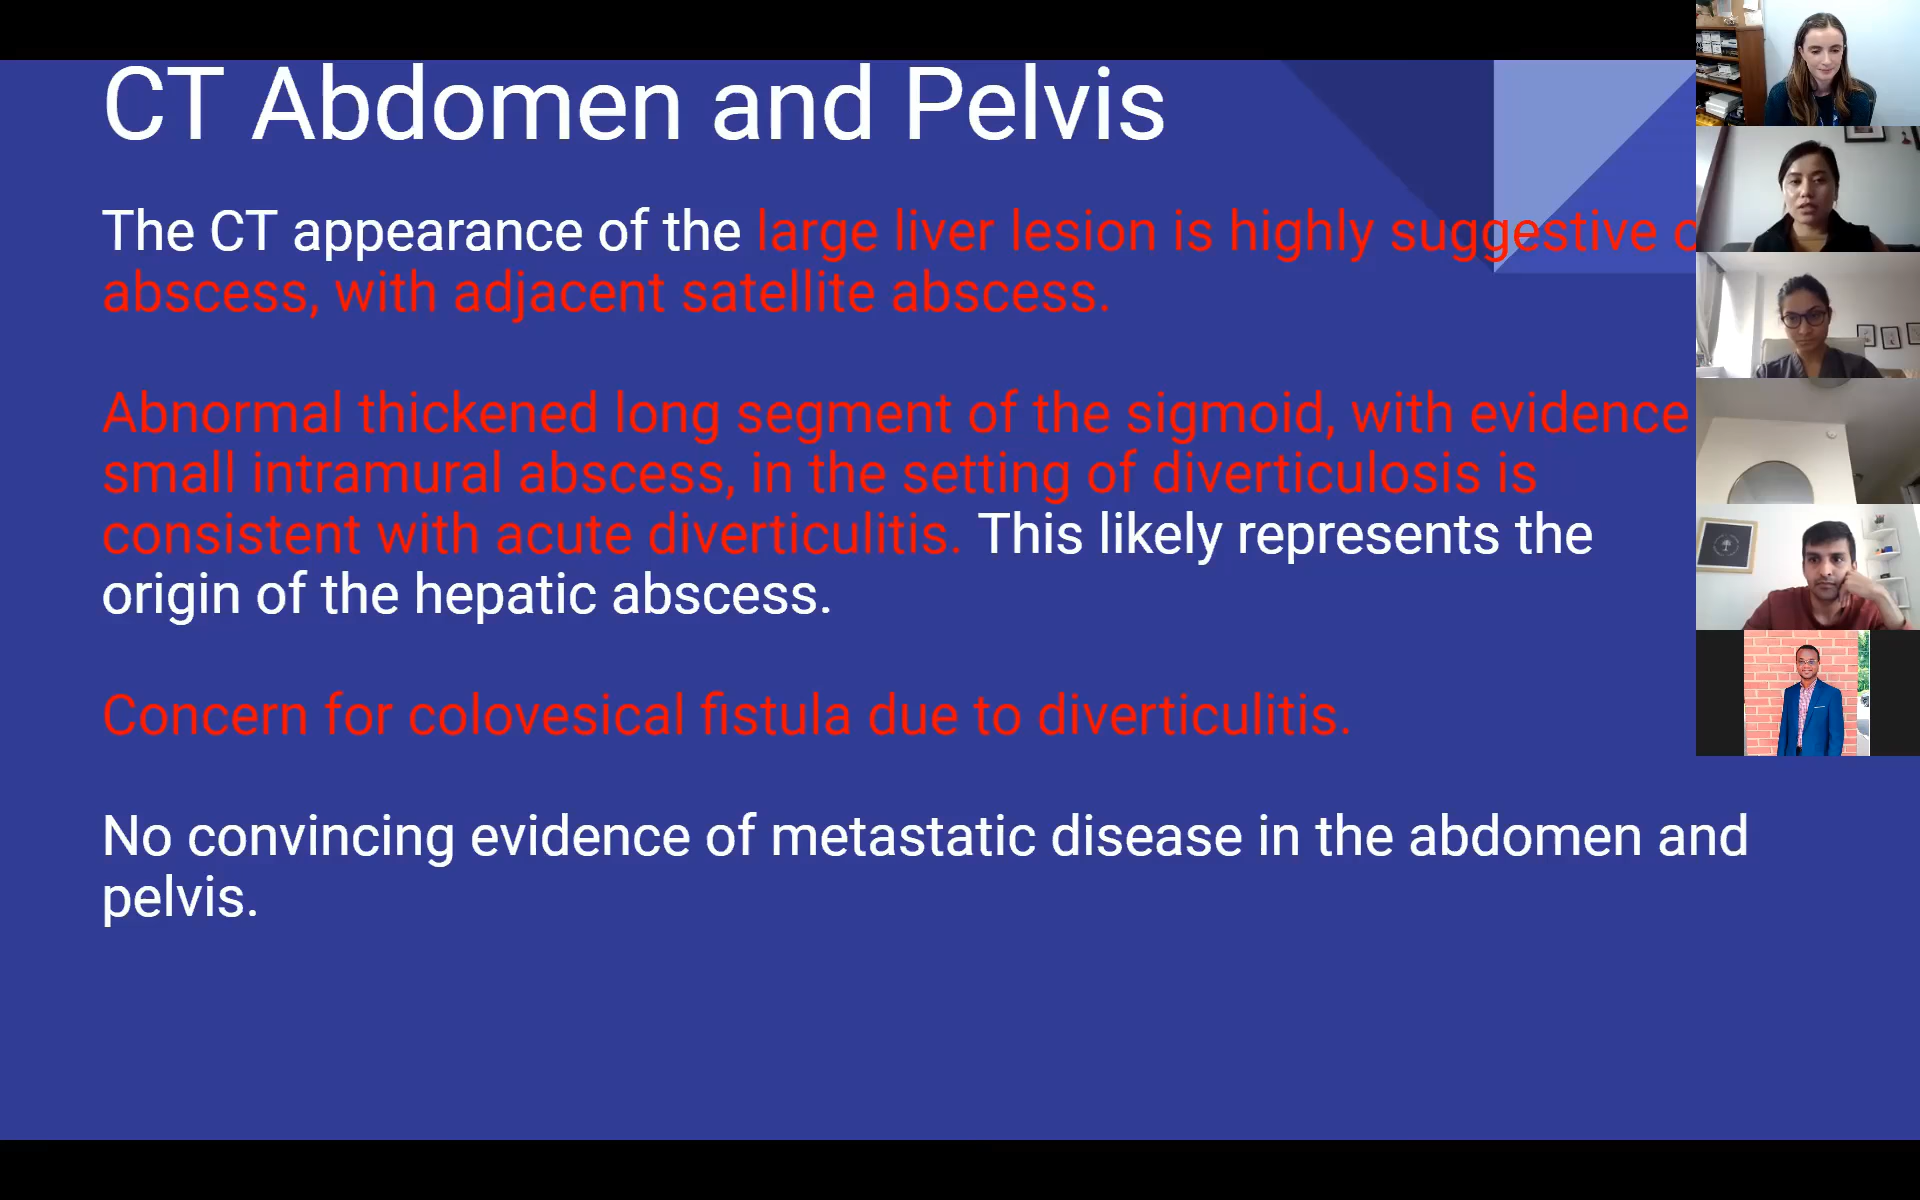 CT Abdomen and Pelvis
The CT appearance of the large liver lesion is highly suggestive
abscess, with adjacent satellite abscess.
Abnormal thickened long segment of the sigmoid, with evidence
small intramural abscess, in the setting of diverticulosis is
consistent with acute diverticulitis. This likely represents the
origin of the hepatic abscess.
Concern for colovesical fistula due to diverticulitis.
No convincing evidence of metastatic disease in the abdomen and
pelvis.